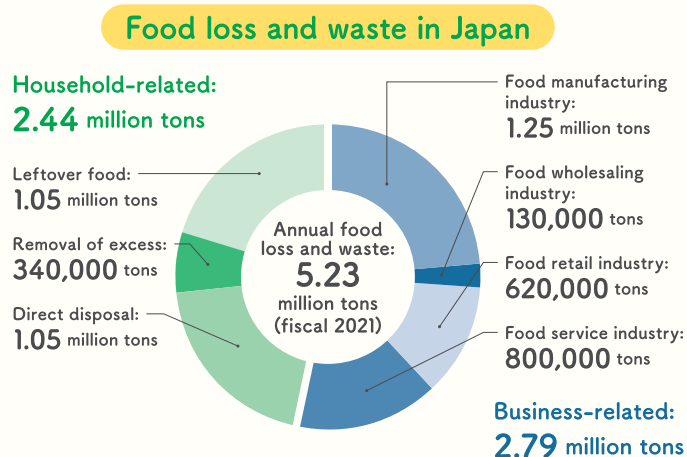 Food loss and waste in Japan
Household-related:
2.44 million tons
Leftover food:
1.05 million tons
Removal of excess:
340,000 tons
Direct disposal:
1.05 million tons
Annual food
loss and waste:
5.23
million tons
(fiscal 2021)
Food manufacturing
industry:
1.25 million tons
Food wholesaling
industry:
130,000 tons
Food retail industry:
620,000 tons
Food service industry:
800,000 tons
Business-related:
2.79 million tons